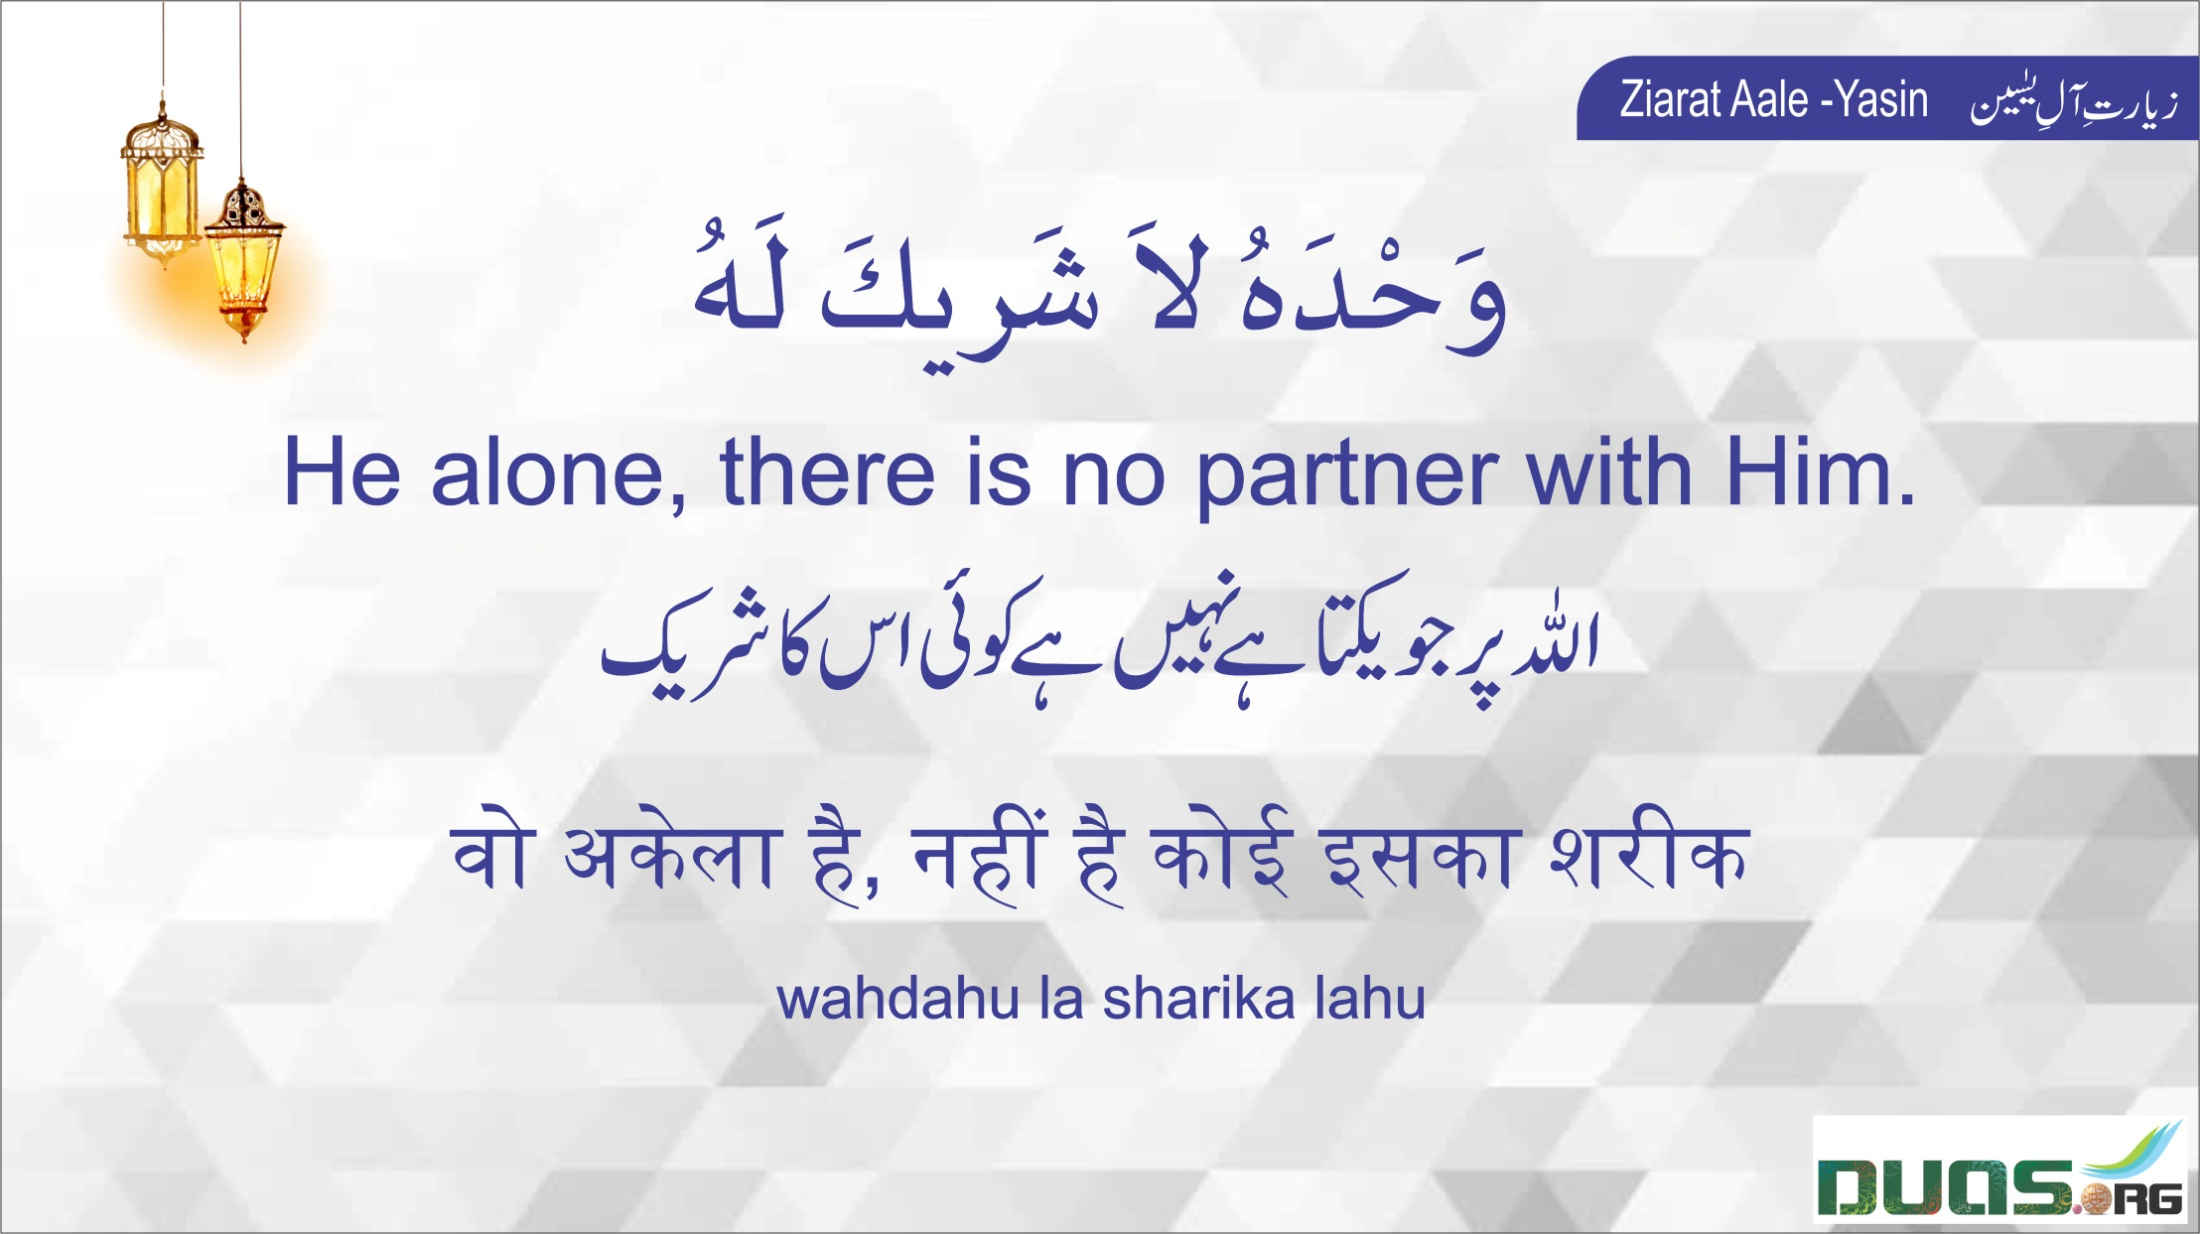 Ziarat Aale -Yasin زیارتِ آلِ یٰسین
وَحْدَهُ لاَ شَرِيكَ لَهُ
He alone, there is no partner with Him.
اللہ پر جو یکتا ہے نہیں ہے کوئی اس کا شریک
वो अकेला है, नहीं है कोई इसका शरीक
wahdahu la sharika lahu
DUAS.ORG